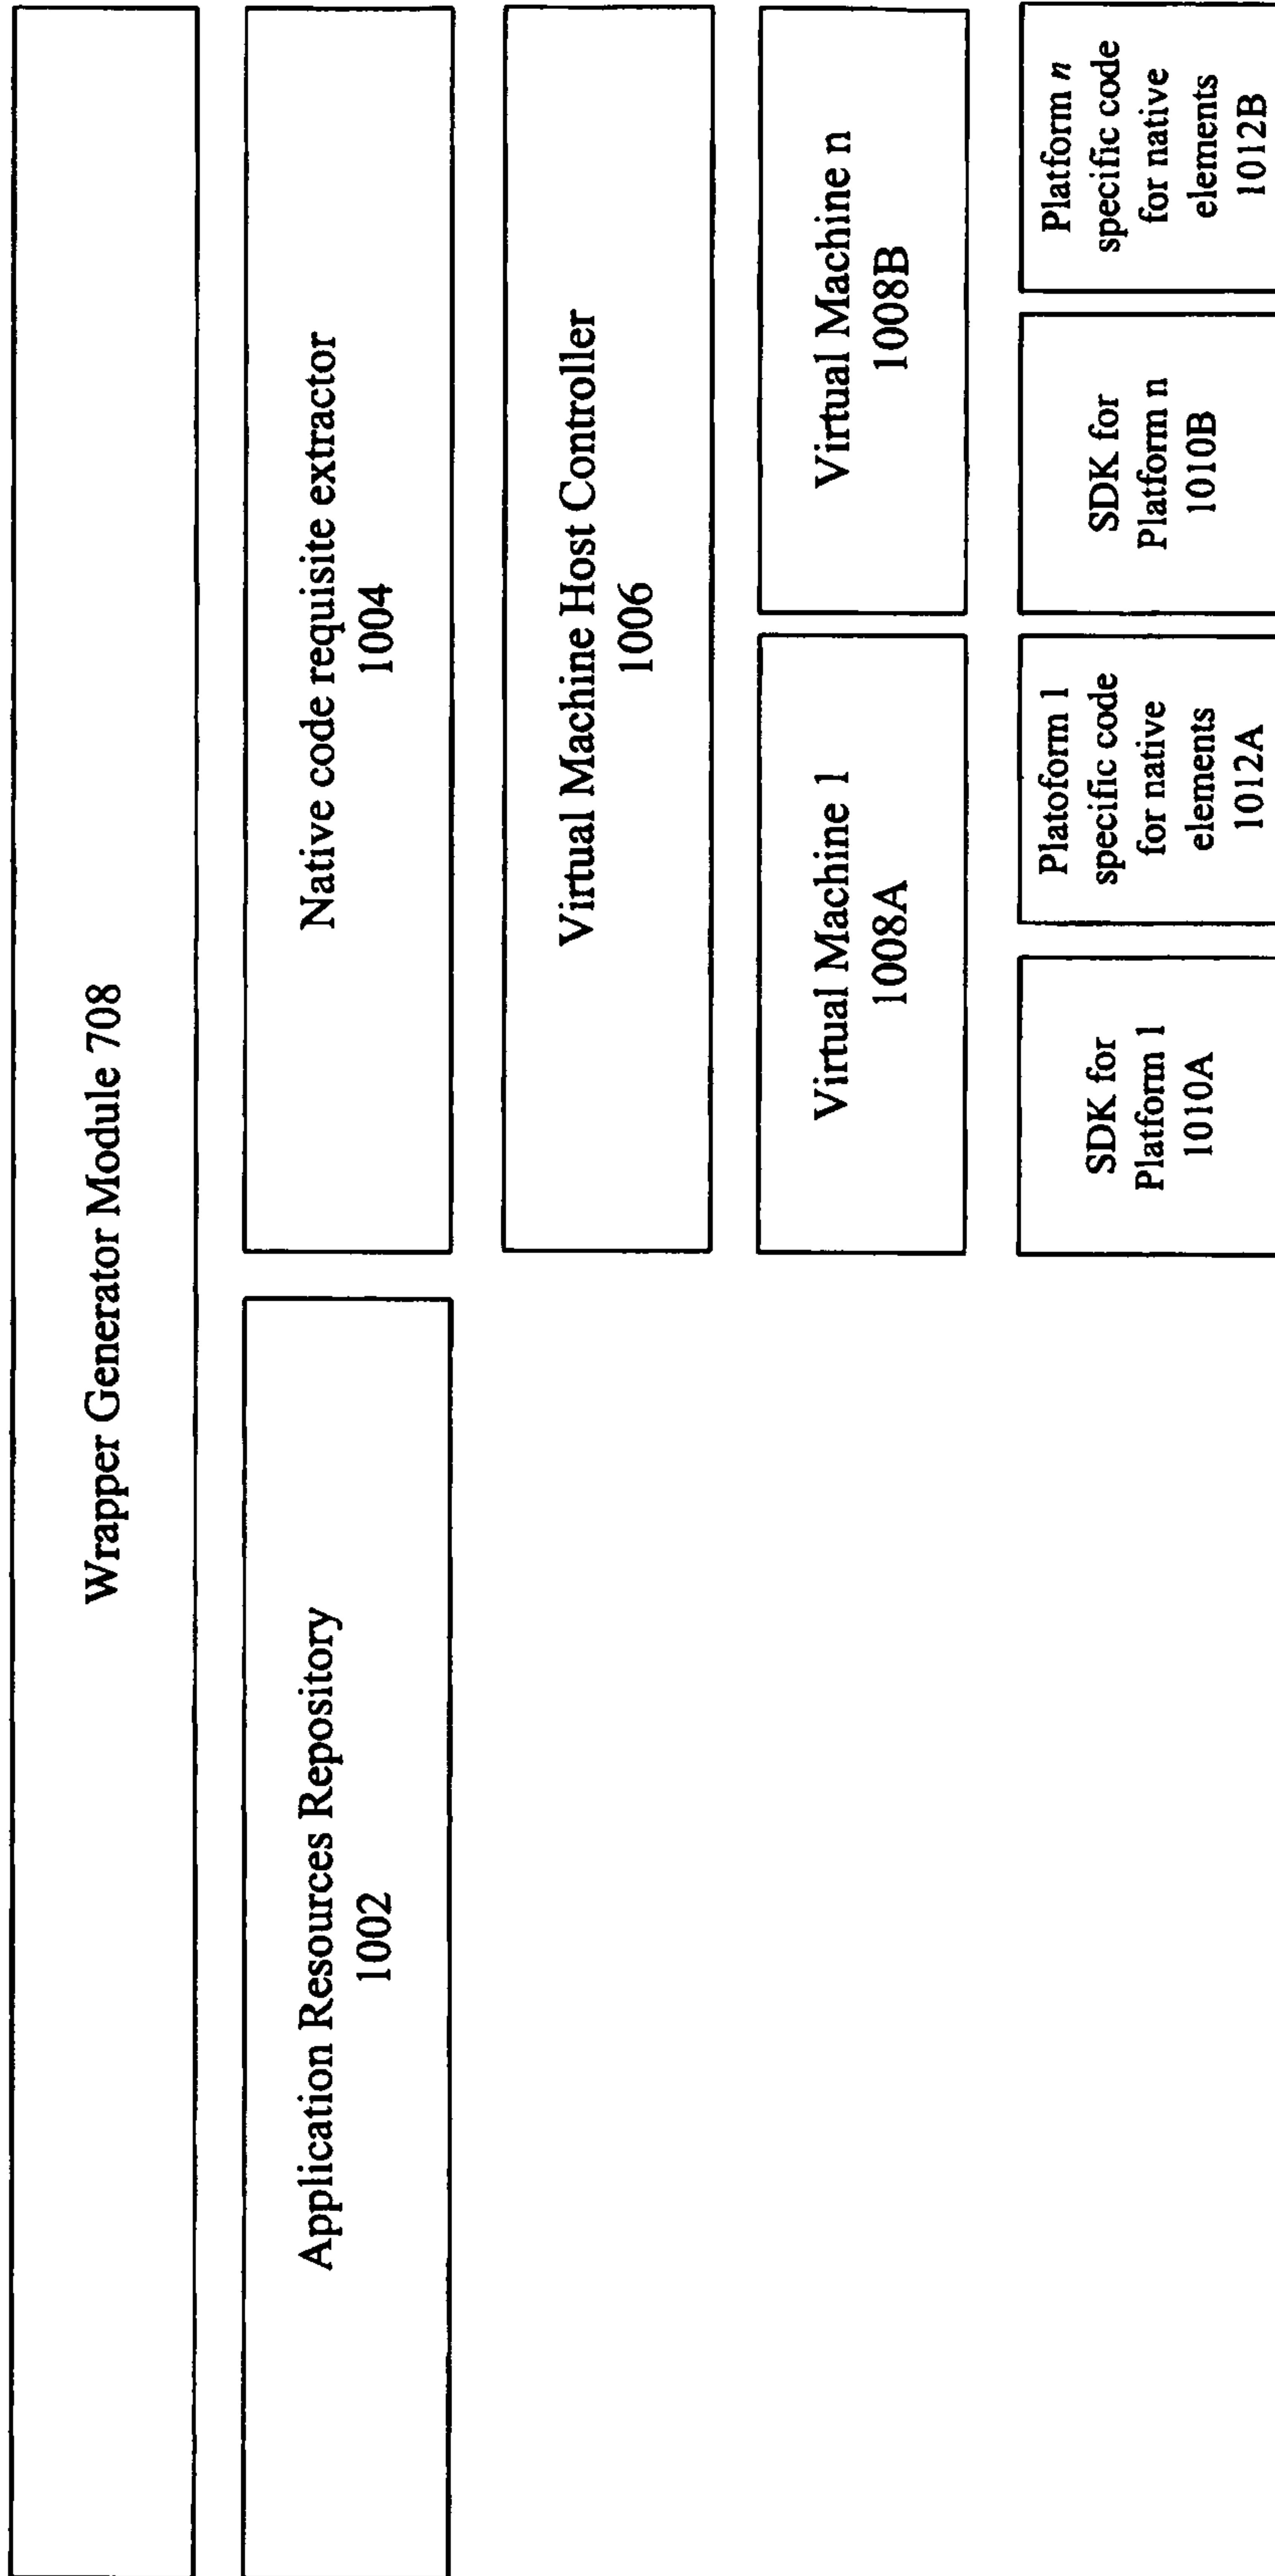 Wrapper Generator Module 708
Application Resources Repository
1002
Native code requisite extractor
1004
Virtual Machine Host Controller
1006
Virtual Machine 1
1008A
Virtual Machine n
1008B
SDK for
Platform 1
1010A
Platoform 1
specific code
for native
elements
1012A
SDK for
Platform n
1010B
Platform n
specific code
for native
elements
1012B